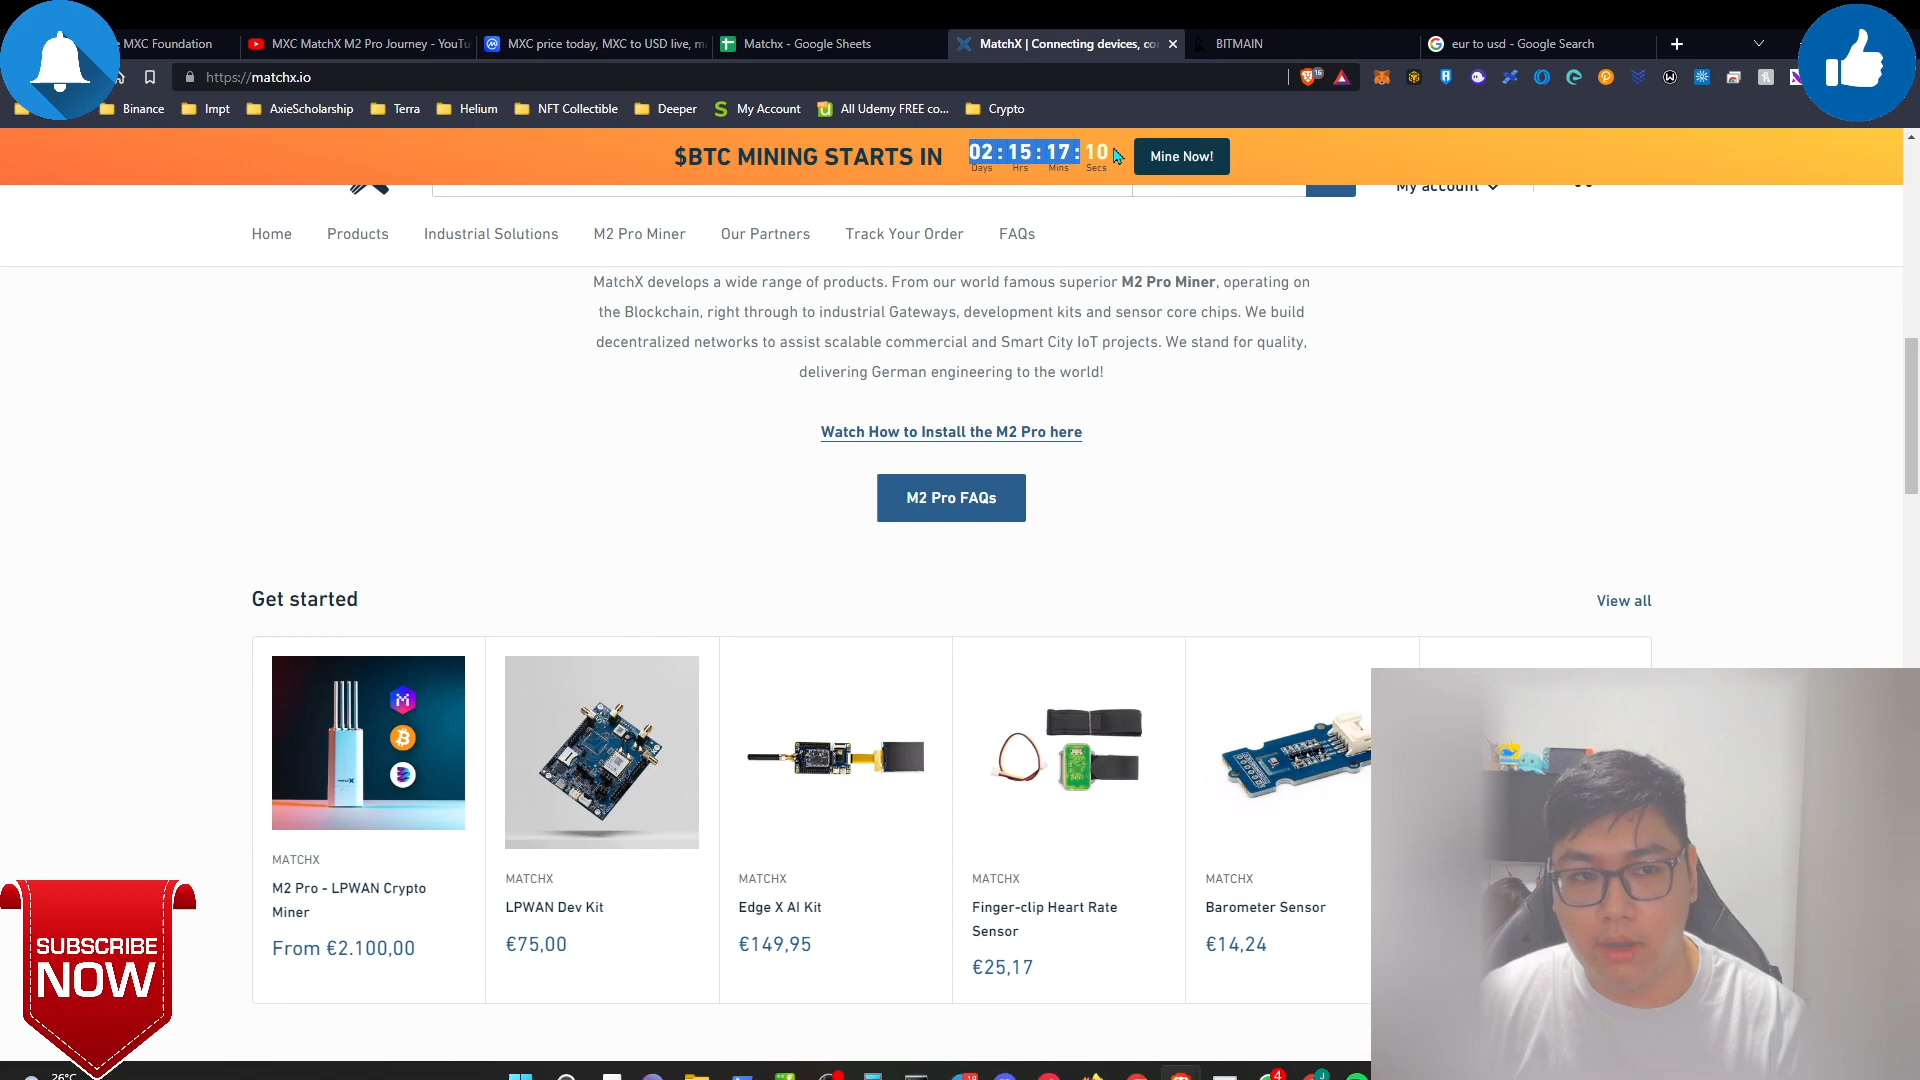 MXC Foundation
MXC MatchX M2 Pro Journey - YouTu
MXC price today, MXC to USD live, m
Matchx - Google Sheets
MatchX | Connecting devices, co
BITMAIN
eur to usd - Google Search
https://matchx.io
16
Binance
Impt
AxieScholarship
Terra
Helium
NFT Collectible
Deeper
My Account
All Udemy FREE co...
Crypto
$BTC MINING STARTS IN
02 : 15 : 17 : 10
Days Hrs Mins Secs
Mine Now!
My account
Home
Products
Industrial Solutions
M2 Pro Miner
Our Partners
Track Your Order
FAQs
MatchX develops a wide range of products. From our world famous superior M2 Pro Miner, operating on
the Blockchain, right through to industrial Gateways, development kits and sensor core chips. We build
decentralized networks to assist scalable commercial and Smart City IoT projects. We stand for quality,
delivering German engineering to the world!
Watch How to Install the M2 Pro here
M2 Pro FAQs
Get started
View all
MATCHX
M2 Pro - LPWAN Crypto
Miner
From €2.100,00
MATCHX
LPWAN Dev Kit
€75,00
MATCHX
Edge X AI Kit
€149,95
MATCHX
Finger-clip Heart Rate
Sensor
€25,17
MATCHX
Barometer Sensor
€14,24
SUBSCRIBE
NOW
26°C